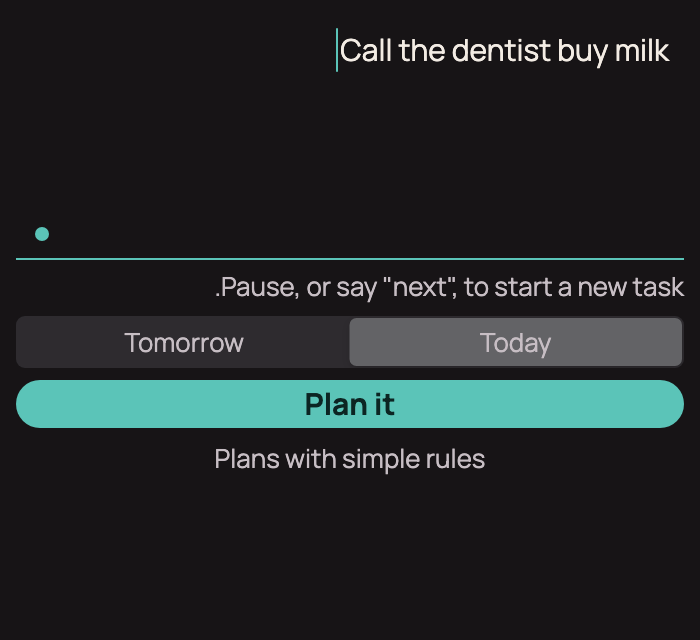 Call the dentist buy milk
.Pause, or say "next", to start a new task
Tomorrow
Today
Plan it
Plans with simple rules